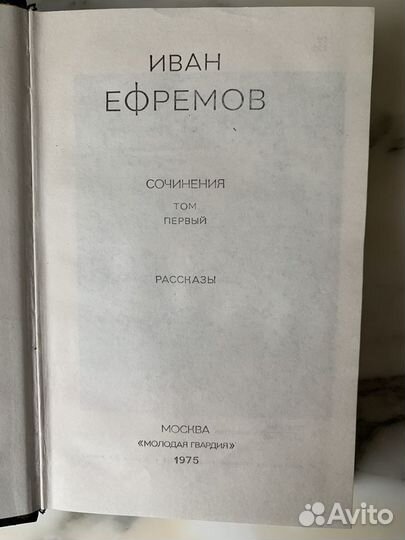 ИВАН
ЕФРЕМОВ
СОЧИНЕНИЯ
ТОМ
ПЕРВЫЙ
РАССКАЗЫ
МОСКВА
«МОЛОДАЯ ГВАРДИЯ»
1975
Avito